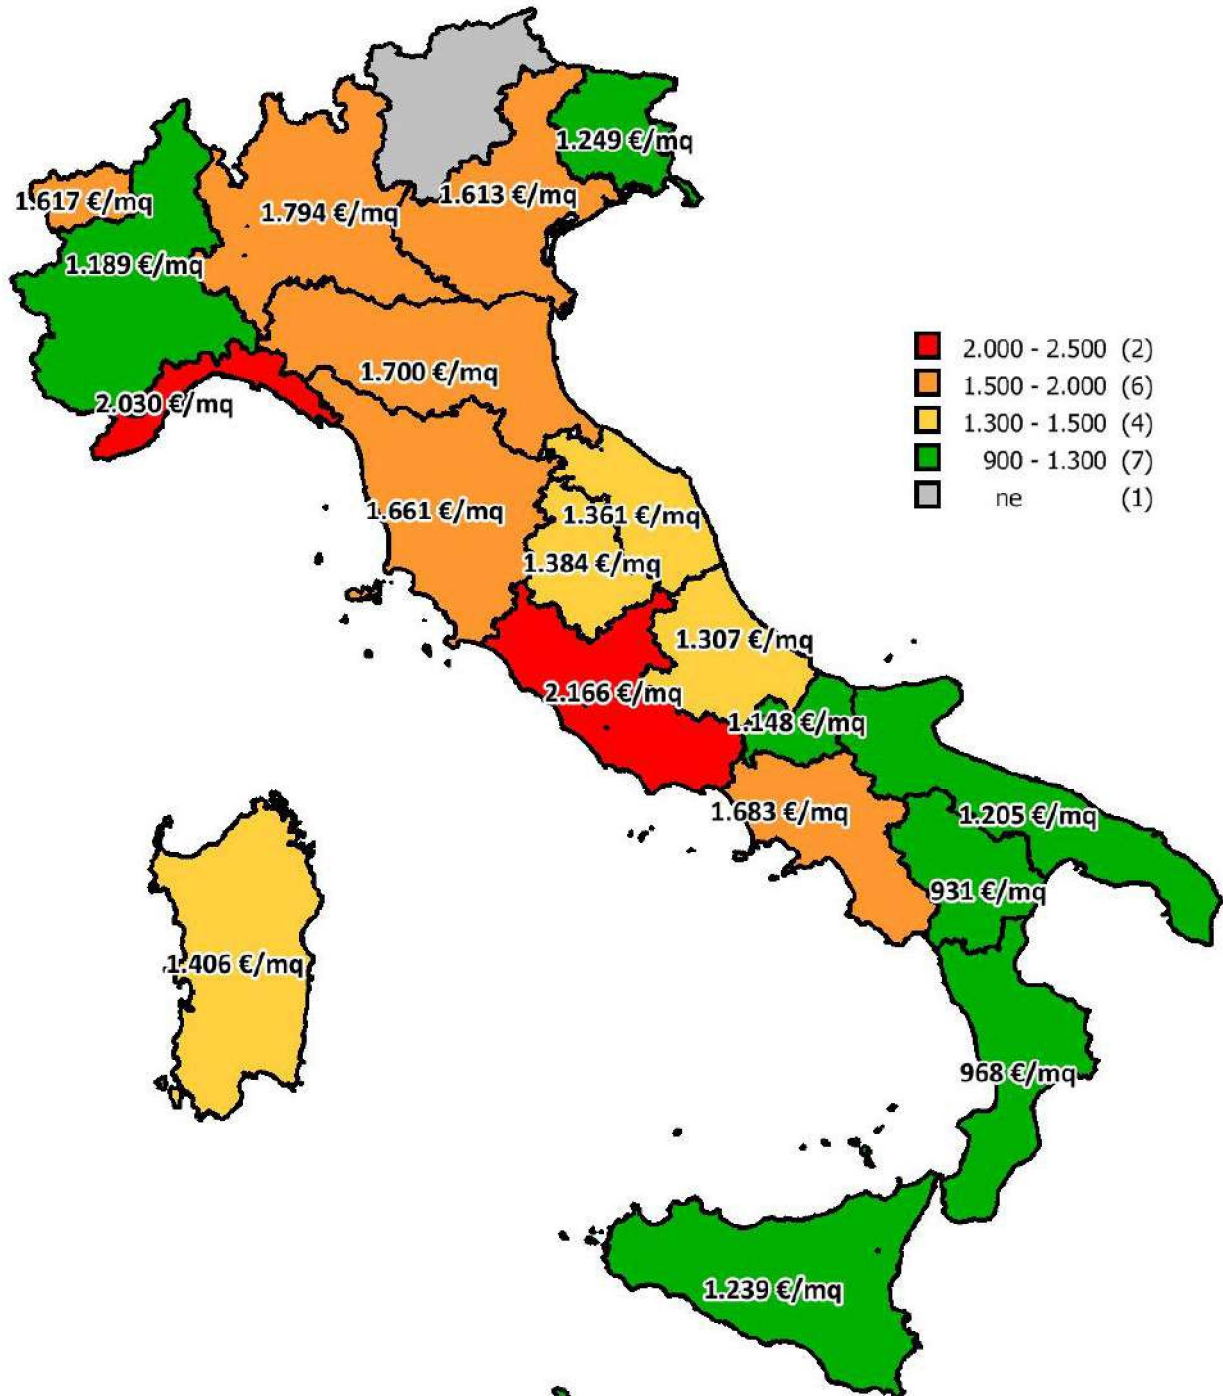 1.249 €/mq
1.617 €/mq
1.794 €/mq
1.613 €/mq
1.189 €/mq
2.000 - 2.500 (2)
1.500 - 2.000 (6)
1.300 - 1.500 (4)
900 - 1.300 (7)
ne (1)
1.700 €/mq
2.030 €/mq
1.661 €/mq
1.361 €/mq
1.384 €/mq
1.307 €/mq
2.166 €/mq
1.148 €/mq
1.683 €/mq
1.205 €/mq
931 €/mq
1.406 €/mq
968 €/mq
1.239 €/mq